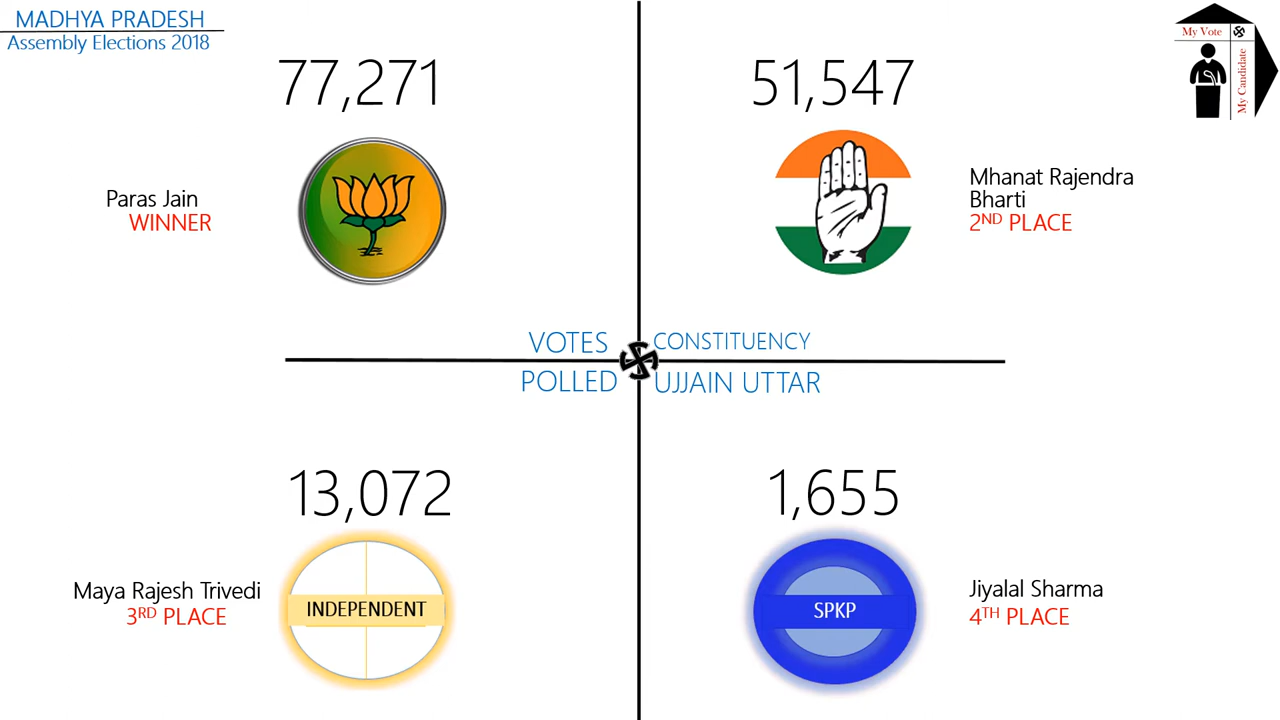 MADHYA PRADESH
Assembly Elections 2018
My Vote
My Candidate
77,271
Paras Jain
WINNER
51,547
Mhanat Rajendra
Bharti
2ND PLACE
VOTES
POLLED
CONSTITUENCY
UJJAIN UTTAR
13,072
Maya Rajesh Trivedi
3RD PLACE
INDEPENDENT
1,655
SPKP
Jiyalal Sharma
4TH PLACE